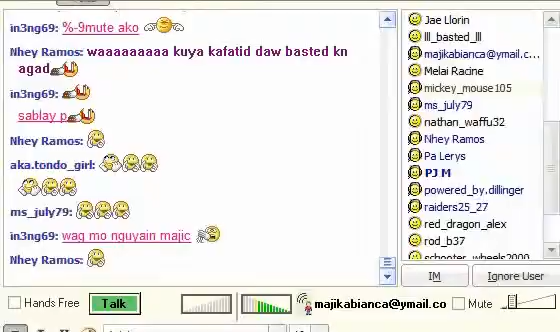 in3ng69: %-9mute ako
Nhey Ramos: waaaaaaaaa kuya kafatid daw basted kn
agad
in3ng69:
sablay p
aka.tondo_girl:
ms_july79:
in3ng69: wag mo nguyain majic
Nhey Ramos:
Jae Llorin
lll_basted_lll
majikabianca@ymail.c...
Melai Racine
mickey_mouse105
ms_july79
nathan_waffu32
Nhey Ramos
Pa Lerys
PJ M
powered_by.dillinger
raiders25_27
red_dragon_alex
rod_b37
schooter_wheels2000
IM
Ignore User
Hands Free
Talk
majikabianca@ymail.co
Mute